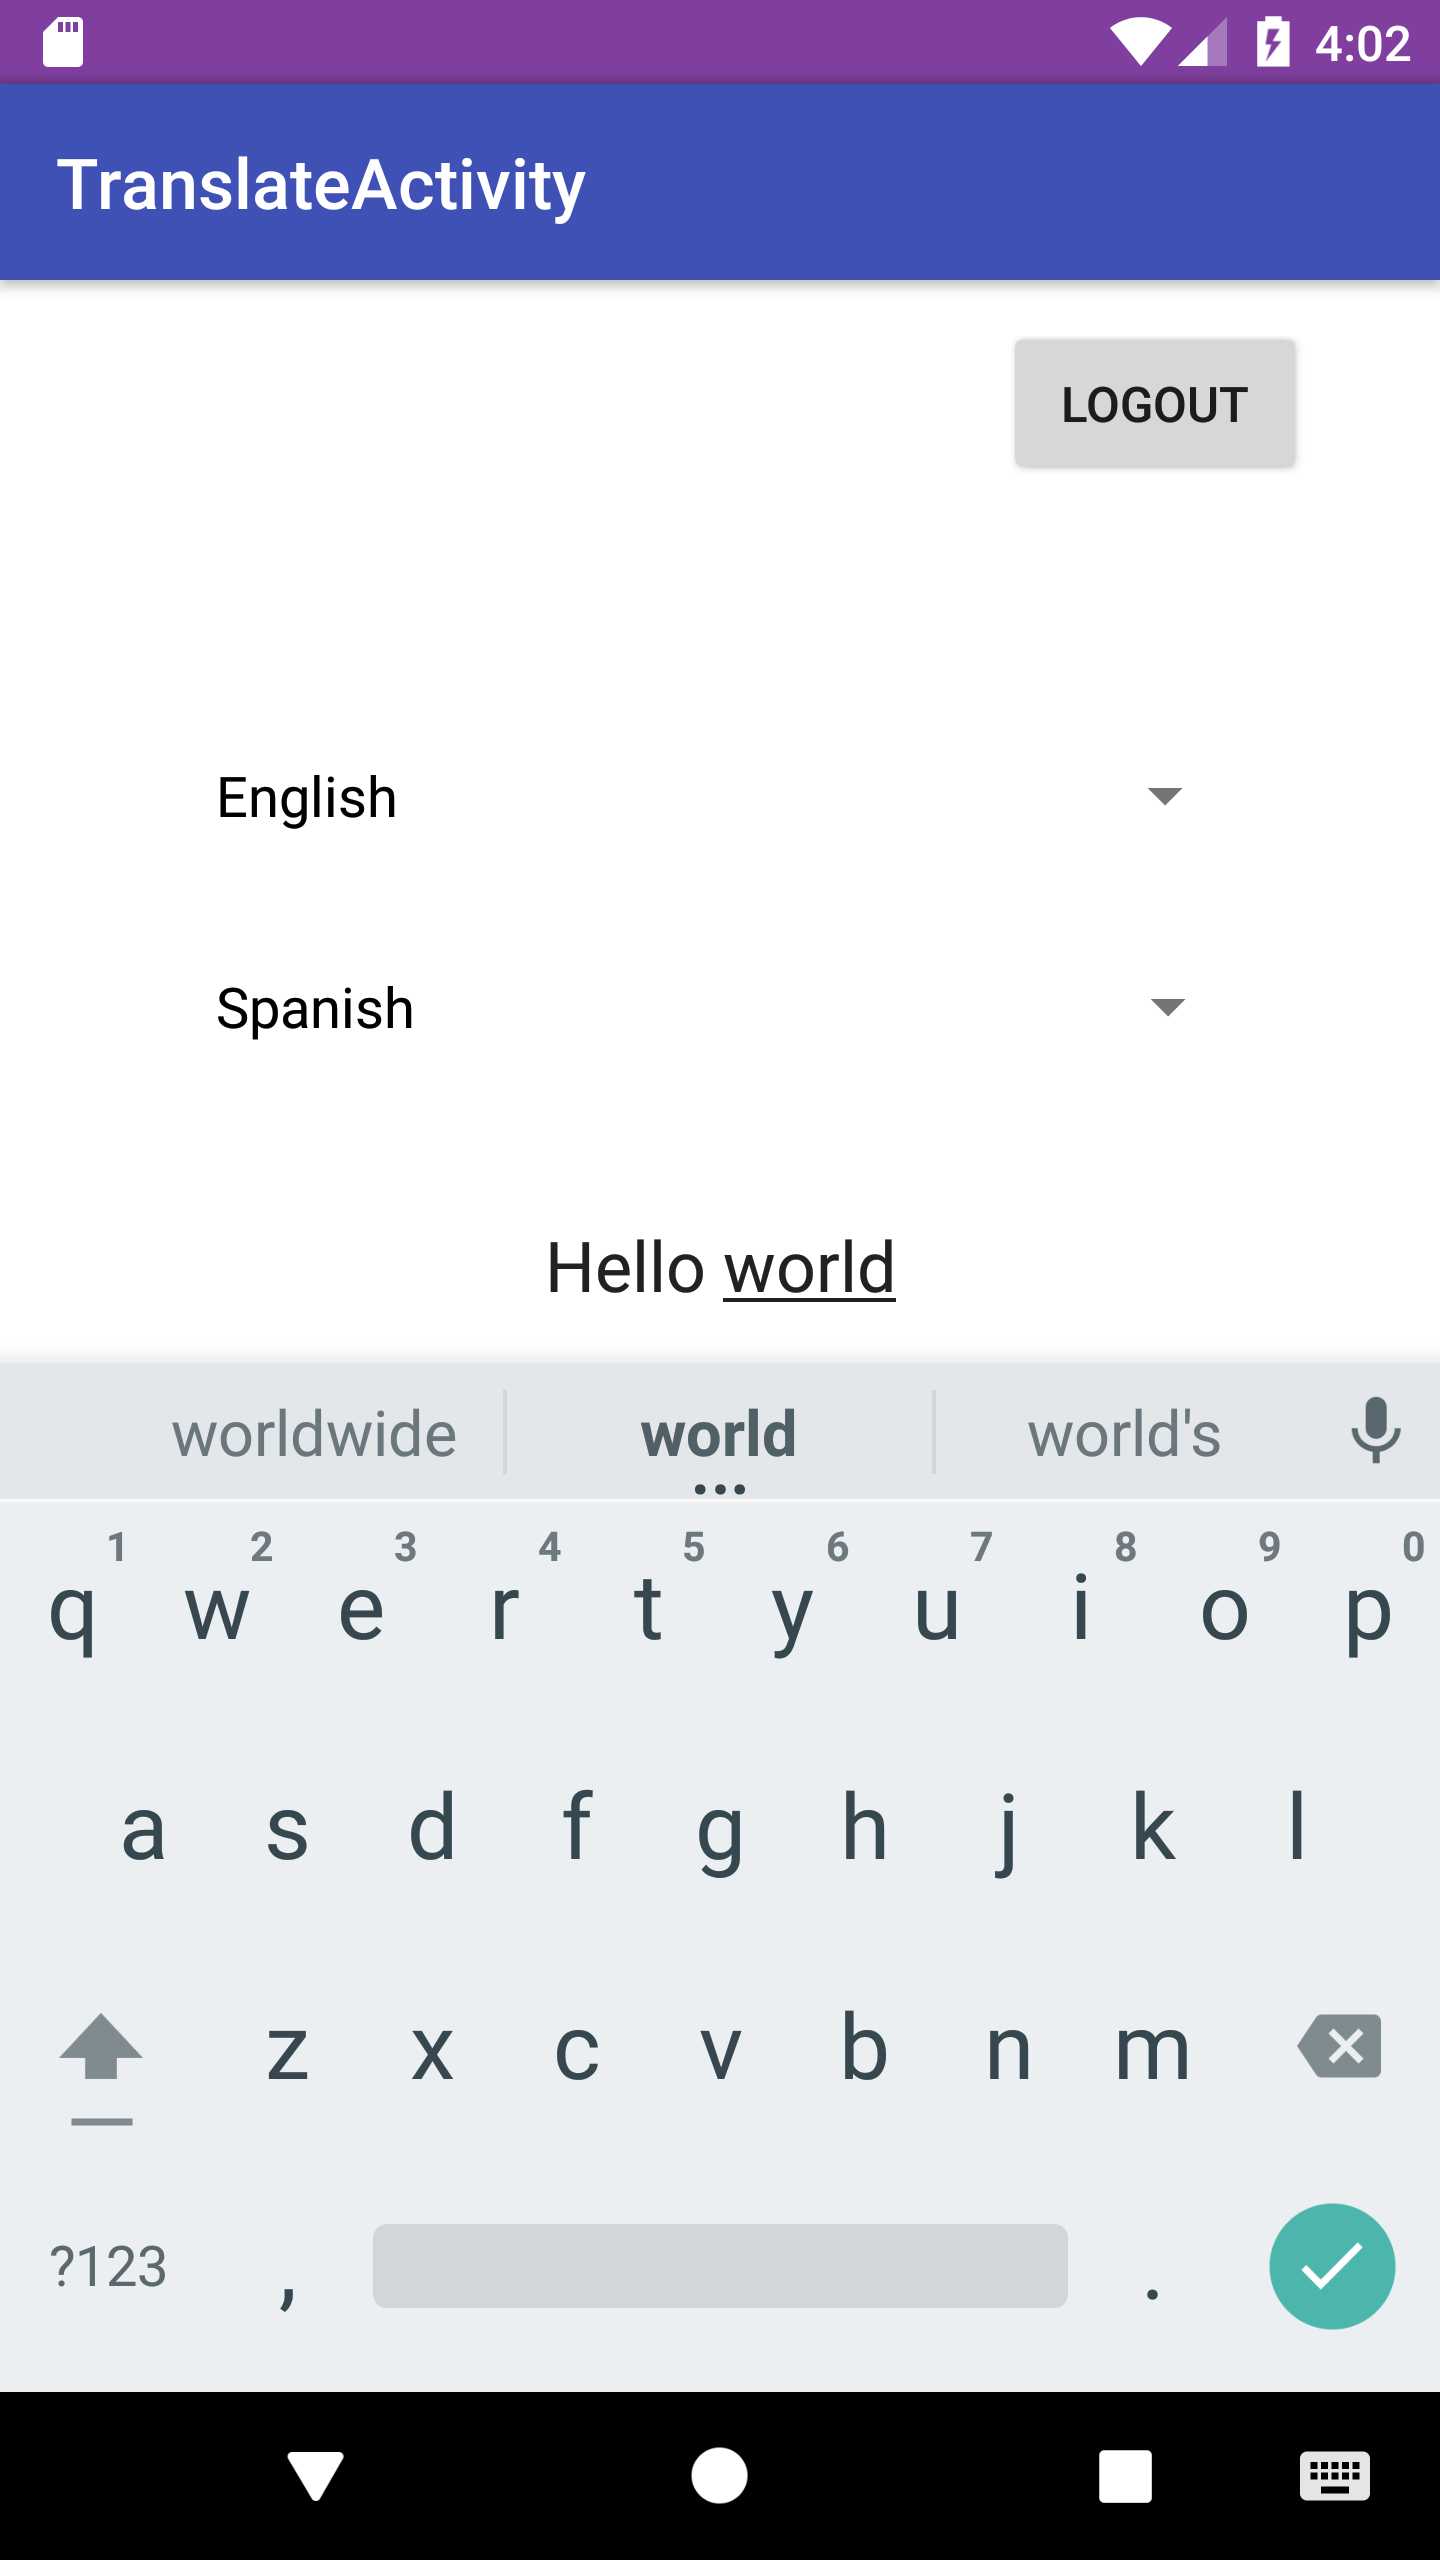 4:02
TranslateActivity
LOGOUT
English
Spanish
Hello world
worldwide world world's
1 2 3 4 5 6 7 8 9 0
q w e r t y u i o p
a s d f g h j k l
z x c v b n m
?123 , .